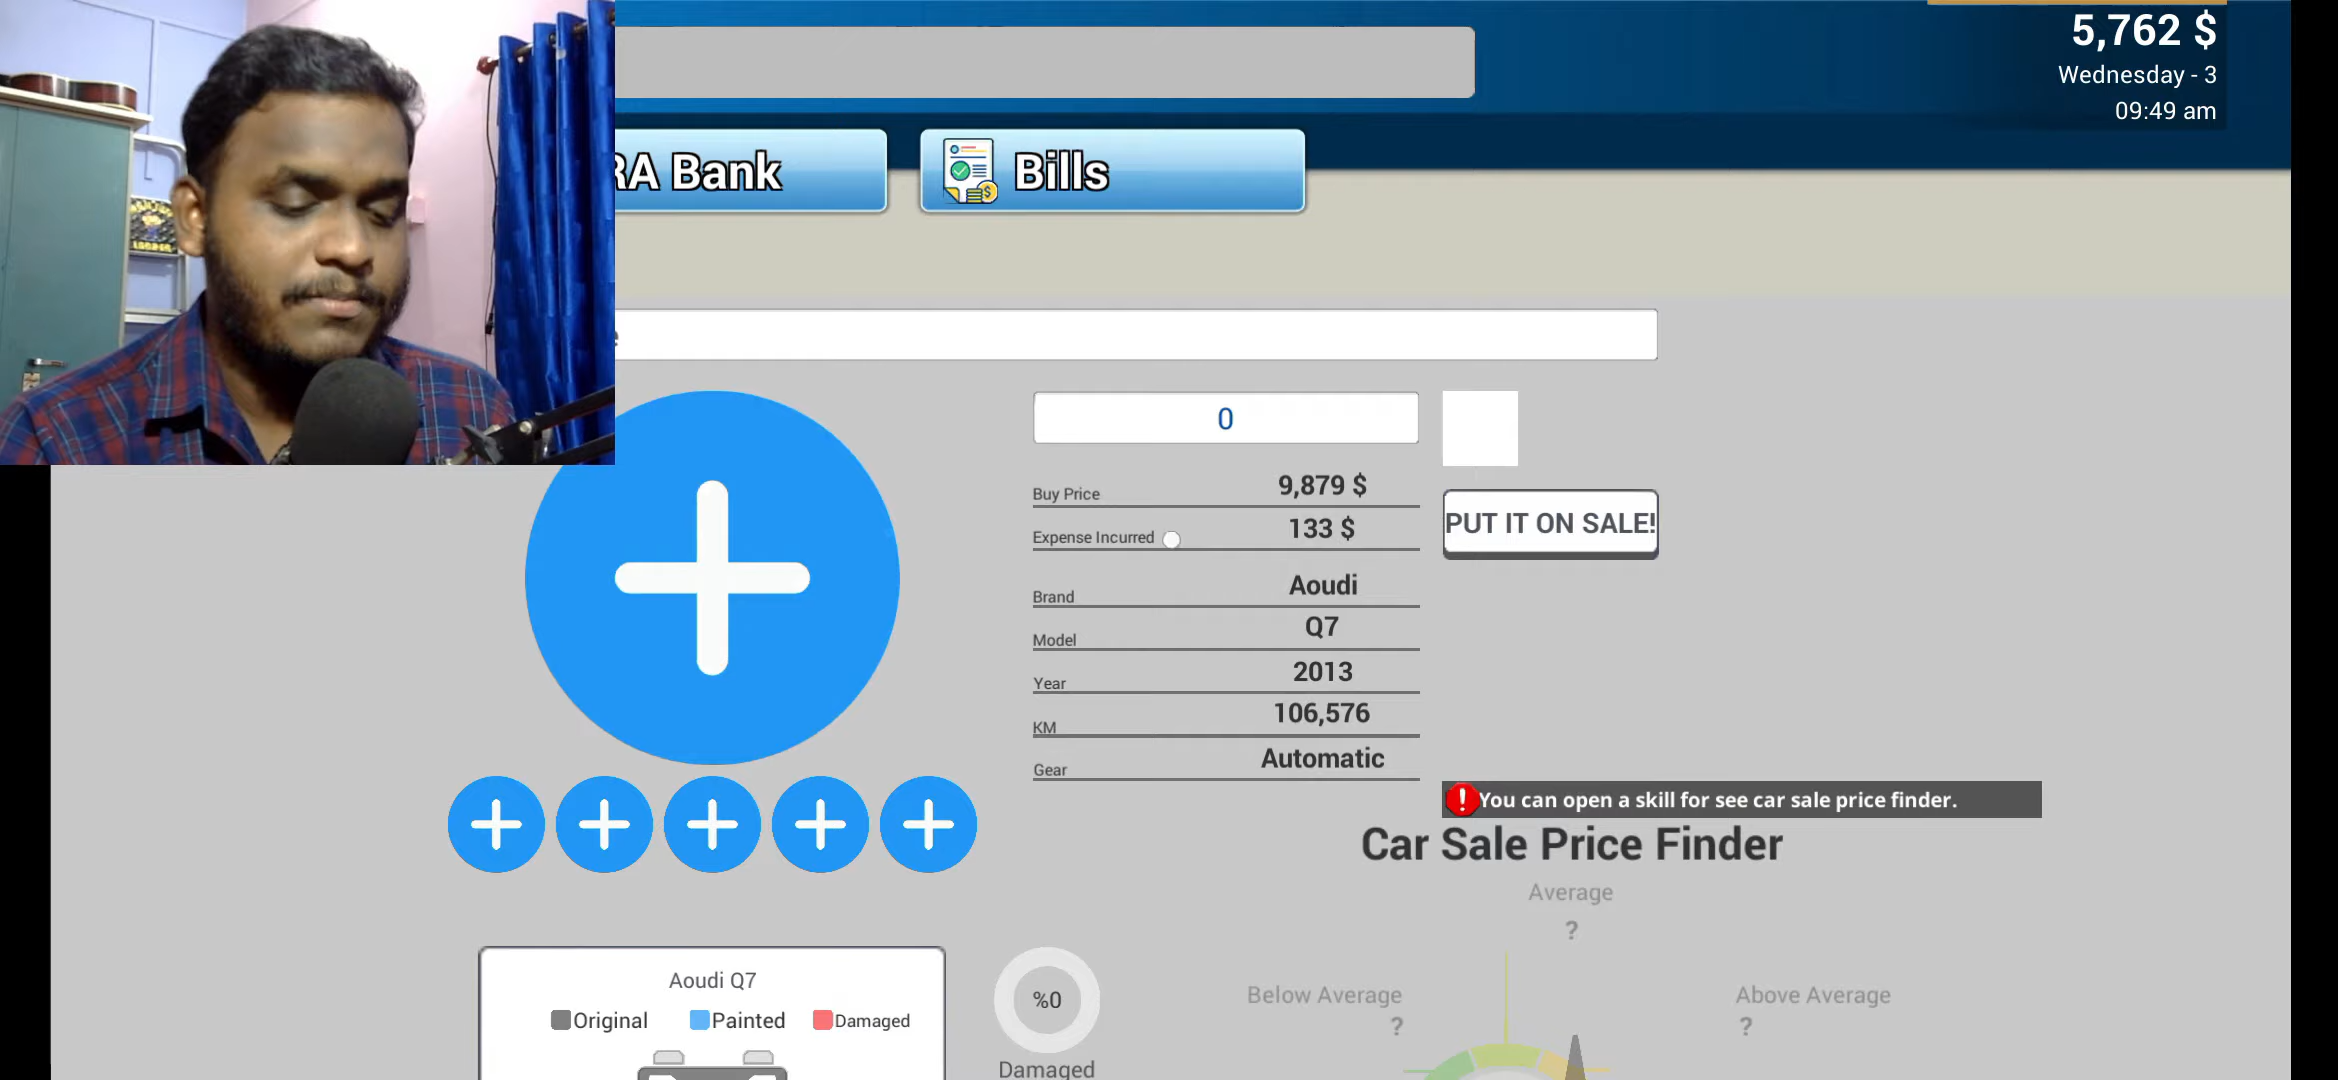 5,762 $
Wednesday - 3
09:49 am
RA Bank
Bills
0
Buy Price 9,879 $
Expense Incurred 133 $
PUT IT ON SALE!
Brand Aoudi
Model Q7
Year 2013
KM 106,576
Gear Automatic
You can open a skill for see car sale price finder.
Car Sale Price Finder
Average
?
Below Average
?
Above Average
?
Aoudi Q7
Original Painted Damaged
%0
Damaged